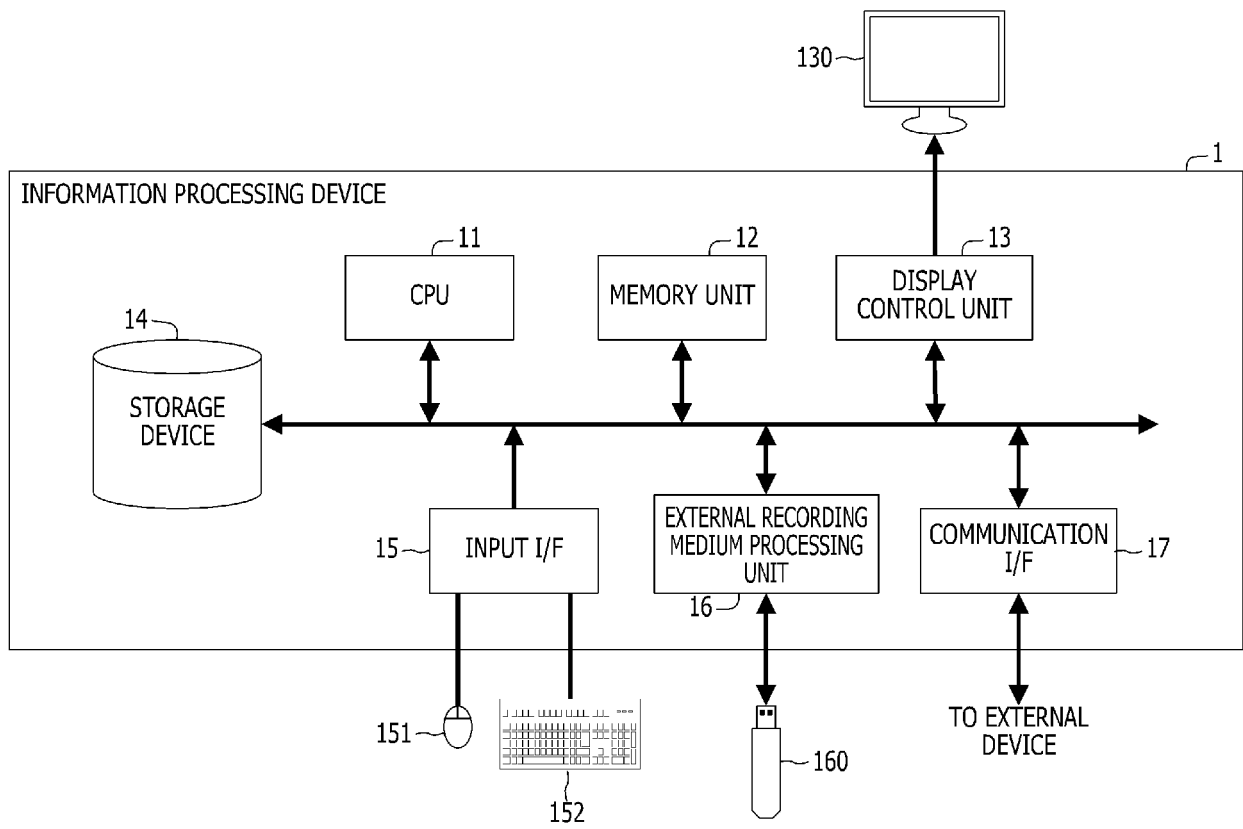 130
1
INFORMATION PROCESSING DEVICE
11
CPU
12
MEMORY UNIT
13
DISPLAY
CONTROL UNIT
14
STORAGE
DEVICE
15
INPUT I/F
EXTERNAL RECORDING
MEDIUM PROCESSING
UNIT
16
COMMUNICATION
I/F
17
151
152
160
TO EXTERNAL
DEVICE